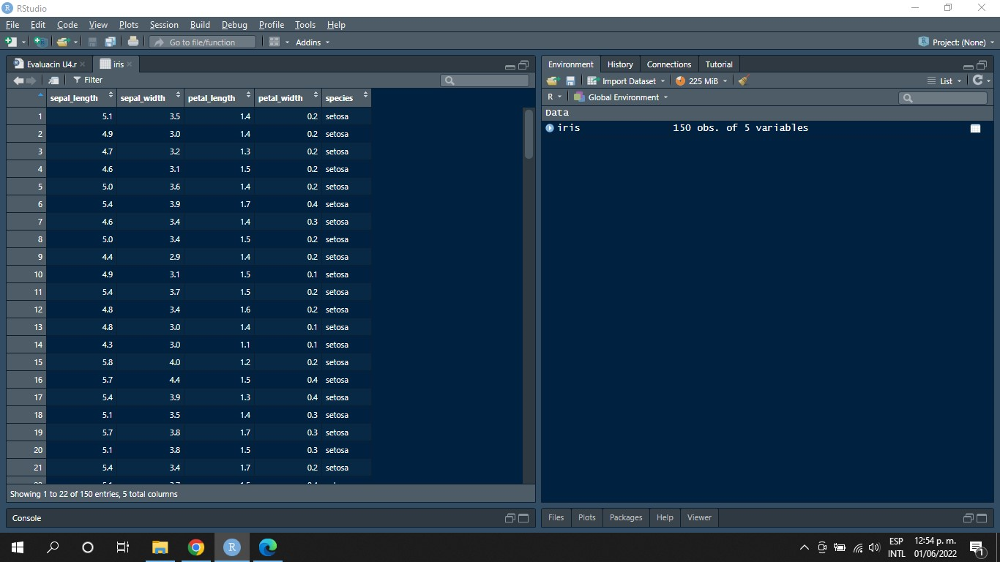 RStudio
File Edit Code View Plots Session Build Debug Profile Tools Help
Go to file/function Addins Project: (None)
Evaluacin U4.r iris
Filter
sepal_length sepal_width petal_length petal_width species
1 5.1 3.5 1.4 0.2 setosa
2 4.9 3.0 1.4 0.2 setosa
3 4.7 3.2 1.3 0.2 setosa
4 4.6 3.1 1.5 0.2 setosa
5 5.0 3.6 1.4 0.2 setosa
6 5.4 3.9 1.7 0.4 setosa
7 4.6 3.4 1.4 0.3 setosa
8 5.0 3.4 1.5 0.2 setosa
9 4.4 2.9 1.4 0.2 setosa
10 4.9 3.1 1.5 0.1 setosa
11 5.4 3.7 1.5 0.2 setosa
12 4.8 3.4 1.6 0.2 setosa
13 4.8 3.0 1.4 0.1 setosa
14 4.3 3.0 1.1 0.1 setosa
15 5.8 4.0 1.2 0.2 setosa
16 5.7 4.4 1.5 0.4 setosa
17 5.4 3.9 1.3 0.4 setosa
18 5.1 3.5 1.4 0.3 setosa
19 5.7 3.8 1.7 0.3 setosa
20 5.1 3.8 1.5 0.3 setosa
21 5.4 3.4 1.7 0.2 setosa
Showing 1 to 22 of 150 entries, 5 total columns
Console
Environment History Connections Tutorial
Import Dataset 225 MiB List
R Global Environment
Data
iris 150 obs. of 5 variables
Files Plots Packages Help Viewer
ESP 12:54 p. m.
INTL 01/06/2022 1